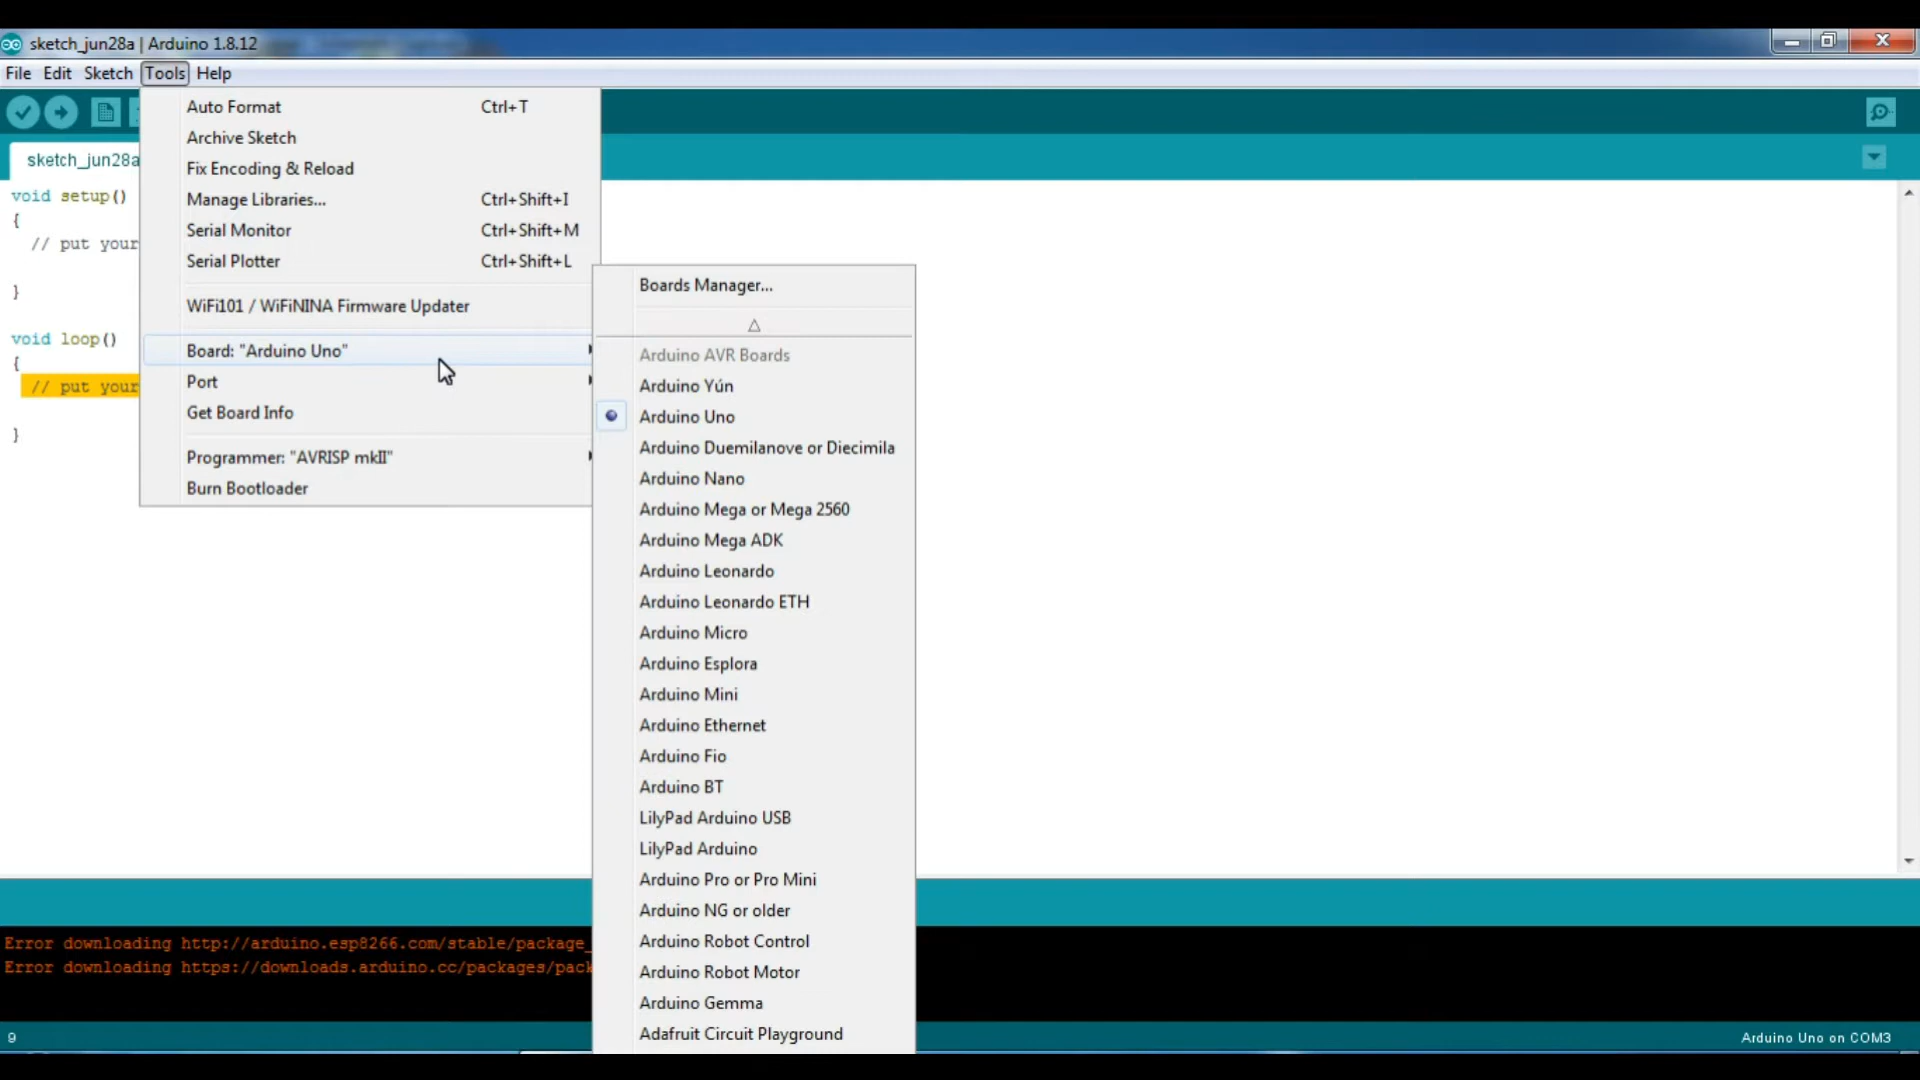 sketch_jun28a | Arduino 1.8.12
File Edit Sketch Tools Help
Auto Format Ctrl+T
Archive Sketch
Fix Encoding & Reload
Manage Libraries... Ctrl+Shift+I
Serial Monitor Ctrl+Shift+M
Serial Plotter Ctrl+Shift+L
WiFi101 / WiFiNINA Firmware Updater
Board: "Arduino Uno"
Port
Get Board Info
Programmer: "AVRISP mkII"
Burn Bootloader
Boards Manager...
Arduino AVR Boards
Arduino Yún
Arduino Uno
Arduino Duemilanove or Diecimila
Arduino Nano
Arduino Mega or Mega 2560
Arduino Mega ADK
Arduino Leonardo
Arduino Leonardo ETH
Arduino Micro
Arduino Esplora
Arduino Mini
Arduino Ethernet
Arduino Fio
Arduino BT
LilyPad Arduino USB
LilyPad Arduino
Arduino Pro or Pro Mini
Arduino NG or older
Arduino Robot Control
Arduino Robot Motor
Arduino Gemma
Adafruit Circuit Playground
sketch_jun28a
void setup()
{
// put your
}
void loop()
{
// put your
}
Error downloading http://arduino.esp8266.com/stable/package_
Error downloading https://downloads.arduino.cc/packages/pack
9
Arduino Uno on COM3